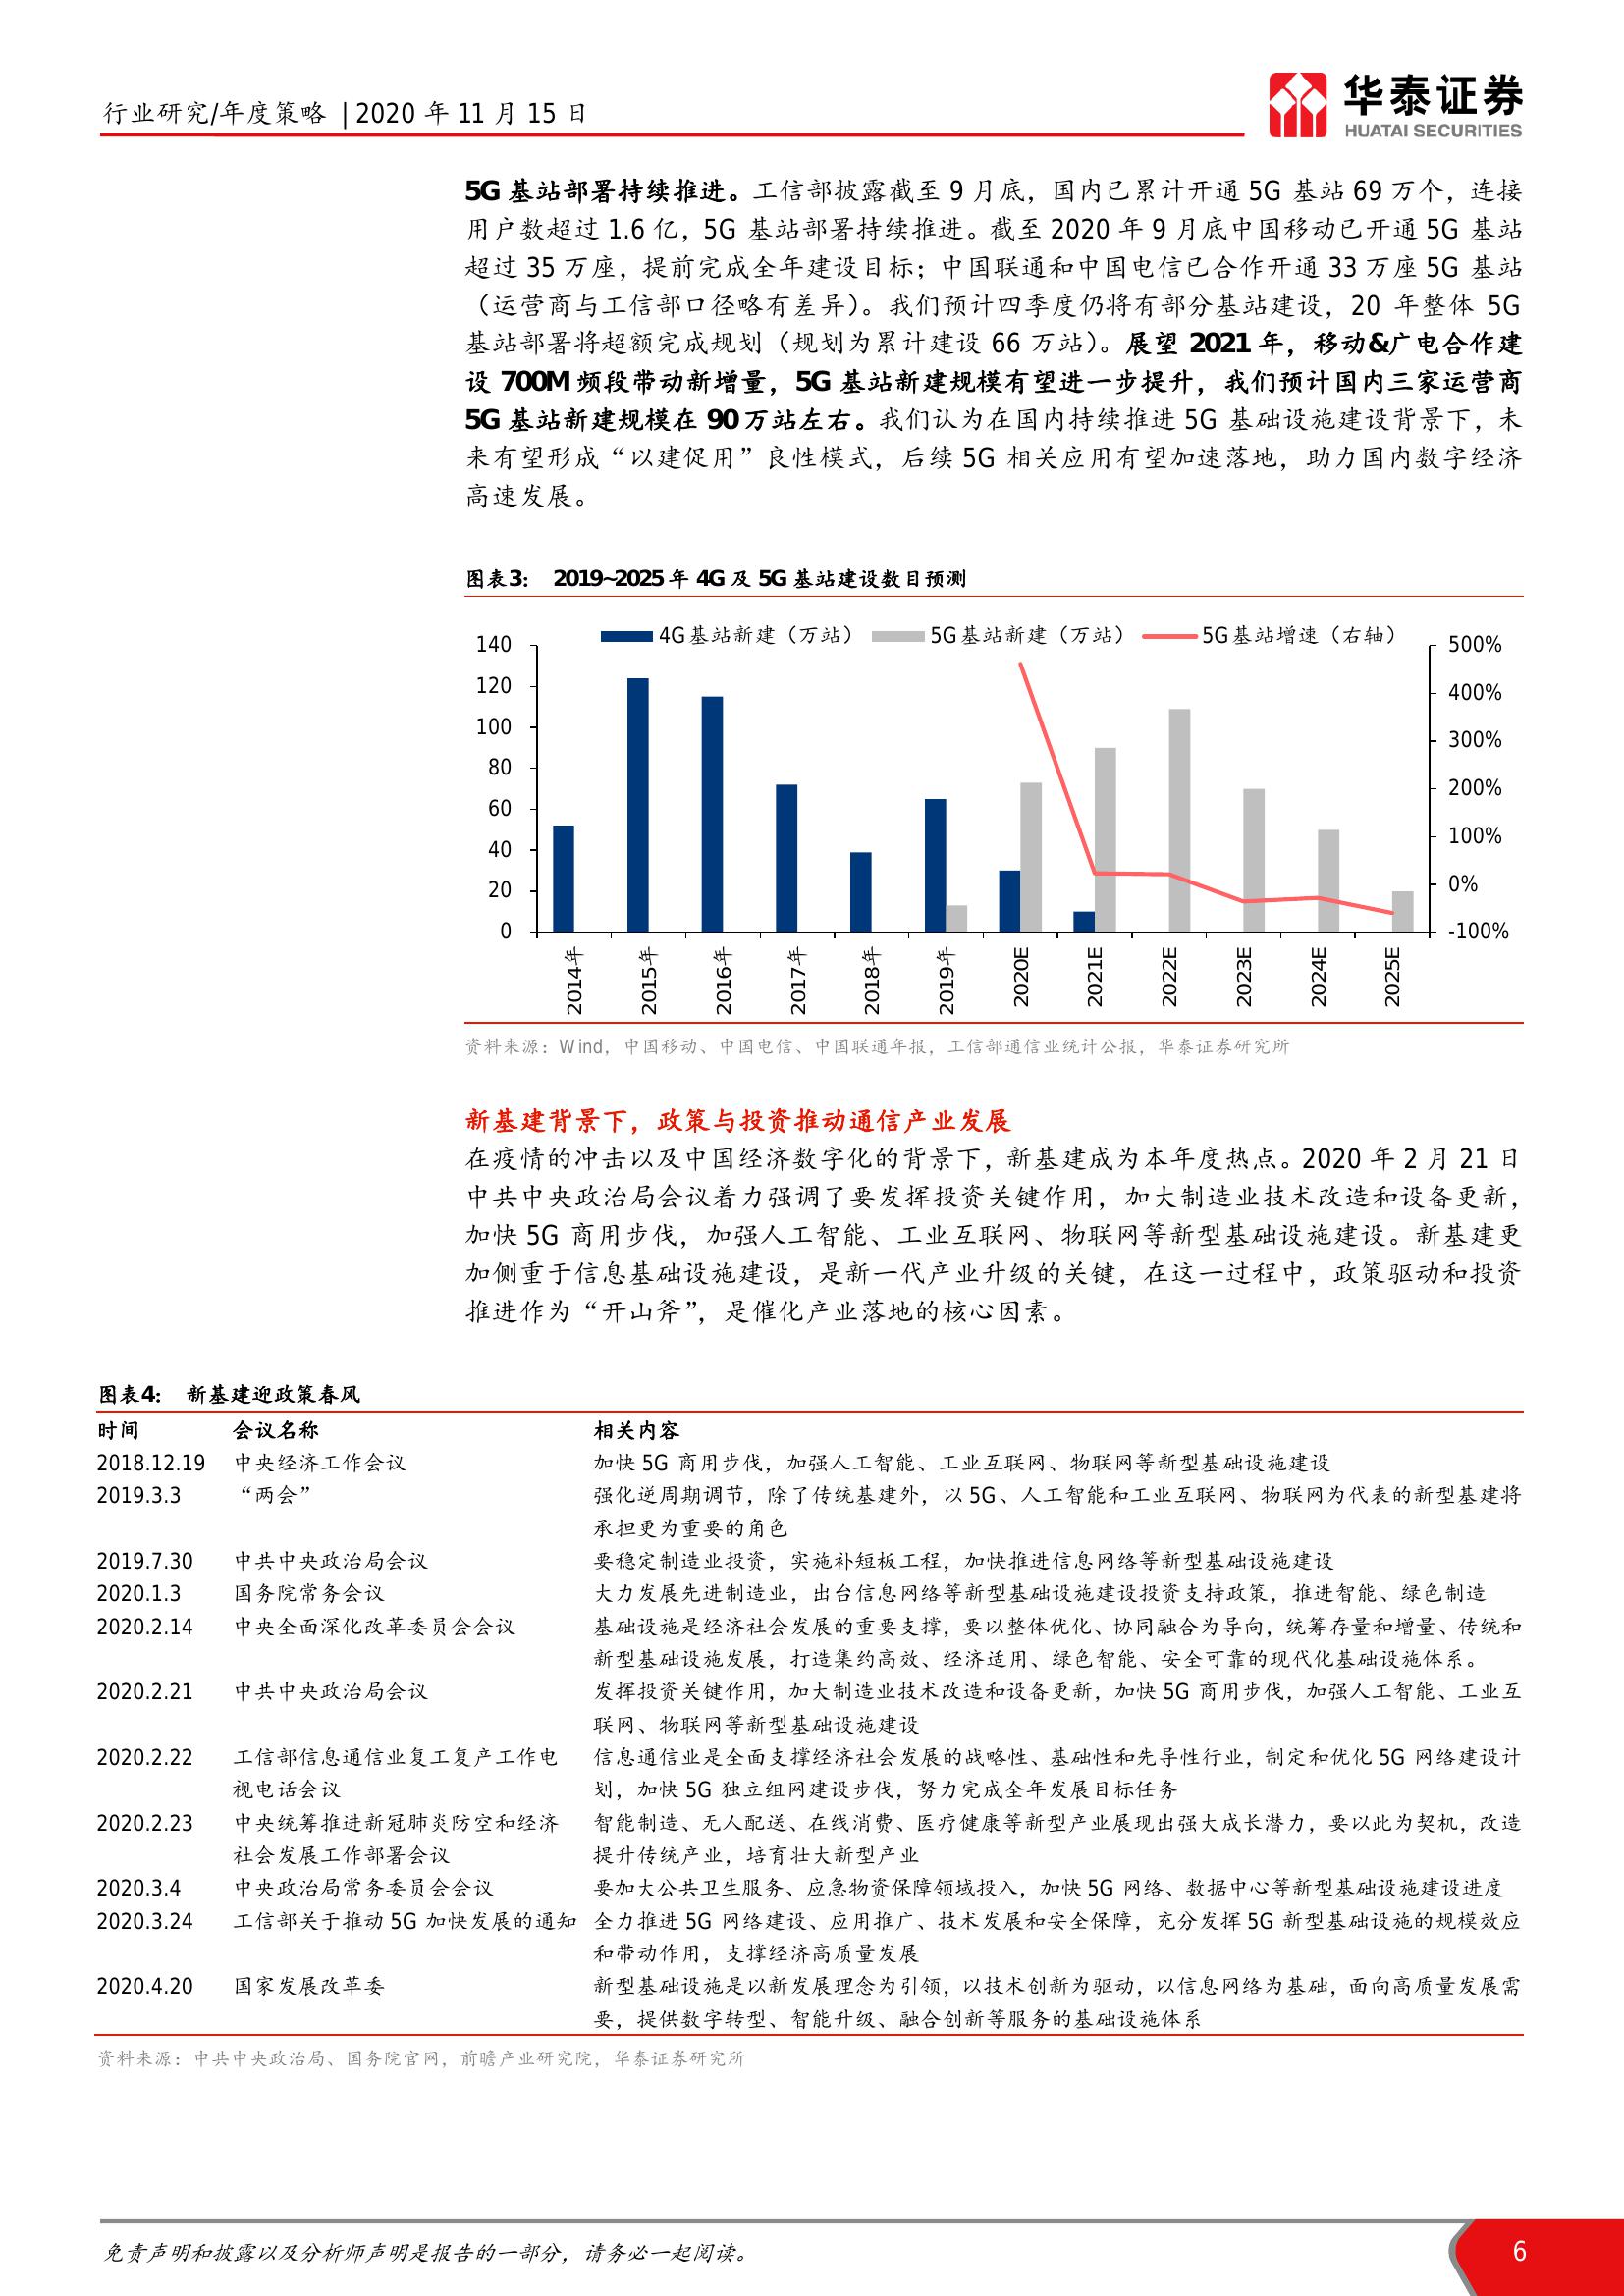 行业研究/年度策略 | 2020 年 11 月 15 日
华泰证券
HUATAI SECURITIES
5G 基站部署持续推进。工信部披露截至 9 月底，国内已累计开通 5G 基站 69 万个，连接
用户数超过 1.6 亿，5G 基站部署持续推进。截至 2020 年 9 月底中国移动已开通 5G 基站
超过 35 万座，提前完成全年建设目标；中国联通和中国电信已合作开通 33 万座 5G 基站
（运营商与工信部口径略有差异）。我们预计四季度仍将有部分基站建设，20 年整体 5G
基站部署将超额完成规划（规划为累计建设 66 万站）。展望 2021 年，移动&广电合作建
设 700M 频段带动新增量，5G 基站新建规模有望进一步提升，我们预计国内三家运营商
5G 基站新建规模在 90 万站左右。我们认为在国内持续推进 5G 基础设施建设背景下，未
来有望形成“以建促用”良性模式，后续 5G 相关应用有望加速落地，助力国内数字经济
高速发展。
图表3： 2019~2025 年 4G 及 5G 基站建设数目预测
4G基站新建（万站） 5G基站新建（万站） 5G基站增速（右轴）
140 500%
120 400%
100 300%
80 200%
60 100%
40 0%
20 -100%
0
2014年 2015年 2016年 2017年 2018年 2019年 2020E 2021E 2022E 2023E 2024E 2025E
资料来源：Wind，中国移动、中国电信、中国联通年报，工信部通信业统计公报，华泰证券研究所
新基建背景下，政策与投资推动通信产业发展
在疫情的冲击以及中国经济数字化的背景下，新基建成为本年度热点。2020 年 2 月 21 日
中共中央政治局会议着力强调了要发挥投资关键作用，加大制造业技术改造和设备更新，
加快 5G 商用步伐，加强人工智能、工业互联网、物联网等新型基础设施建设。新基建更
加侧重于信息基础设施建设，是新一代产业升级的关键，在这一过程中，政策驱动和投资
推进作为“开山斧”，是催化产业落地的核心因素。
图表4： 新基建迎政策春风
时间 会议名称 相关内容
2018.12.19 中央经济工作会议 加快 5G 商用步伐，加强人工智能、工业互联网、物联网等新型基础设施建设
2019.3.3 “两会” 强化逆周期调节，除了传统基建外，以 5G、人工智能和工业互联网、物联网为代表的新型基建将
承担更为重要的角色
2019.7.30 中共中央政治局会议 要稳定制造业投资，实施补短板工程，加快推进信息网络等新型基础设施建设
2020.1.3 国务院常务会议 大力发展先进制造业，出台信息网络等新型基础设施建设投资支持政策，推进智能、绿色制造
2020.2.14 中央全面深化改革委员会会议 基础设施是经济社会发展的重要支撑，要以整体优化、协同融合为导向，统筹存量和增量、传统和
新型基础设施发展，打造集约高效、经济适用、绿色智能、安全可靠的现代化基础设施体系。
2020.2.21 中共中央政治局会议 发挥投资关键作用，加大制造业技术改造和设备更新，加快 5G 商用步伐，加强人工智能、工业互
联网、物联网等新型基础设施建设
2020.2.22 工信部信息通信业复工复产工作电 信息通信业是全面支撑经济社会发展的战略性、基础性和先导性行业，制定和优化 5G 网络建设计
视电话会议 划，加快 5G 独立组网建设步伐，努力完成全年发展目标任务
2020.2.23 中央统筹推进新冠肺炎防空和经济 智能制造、无人配送、在线消费、医疗健康等新型产业展现出强大成长潜力，要以此为契机，改造
社会发展工作部署会议 提升传统产业，培育壮大新型产业
2020.3.4 中央政治局常务委员会会议 要加大公共卫生服务、应急物资保障领域投入，加快 5G 网络、数据中心等新型基础设施建设进度
2020.3.24 工信部关于推动 5G 加快发展的通知 全力推进 5G 网络建设、应用推广、技术发展和安全保障，充分发挥 5G 新型基础设施的规模效应
和带动作用，支撑经济高质量发展
2020.4.20 国家发展改革委 新型基础设施是以新发展理念为引领，以技术创新为驱动，以信息网络为基础，面向高质量发展需
要，提供数字转型、智能升级、融合创新等服务的基础设施体系
资料来源：中共中央政治局、国务院官网，前瞻产业研究院，华泰证券研究所
免责声明和披露以及分析师声明是报告的一部分，请务必一起阅读。
6